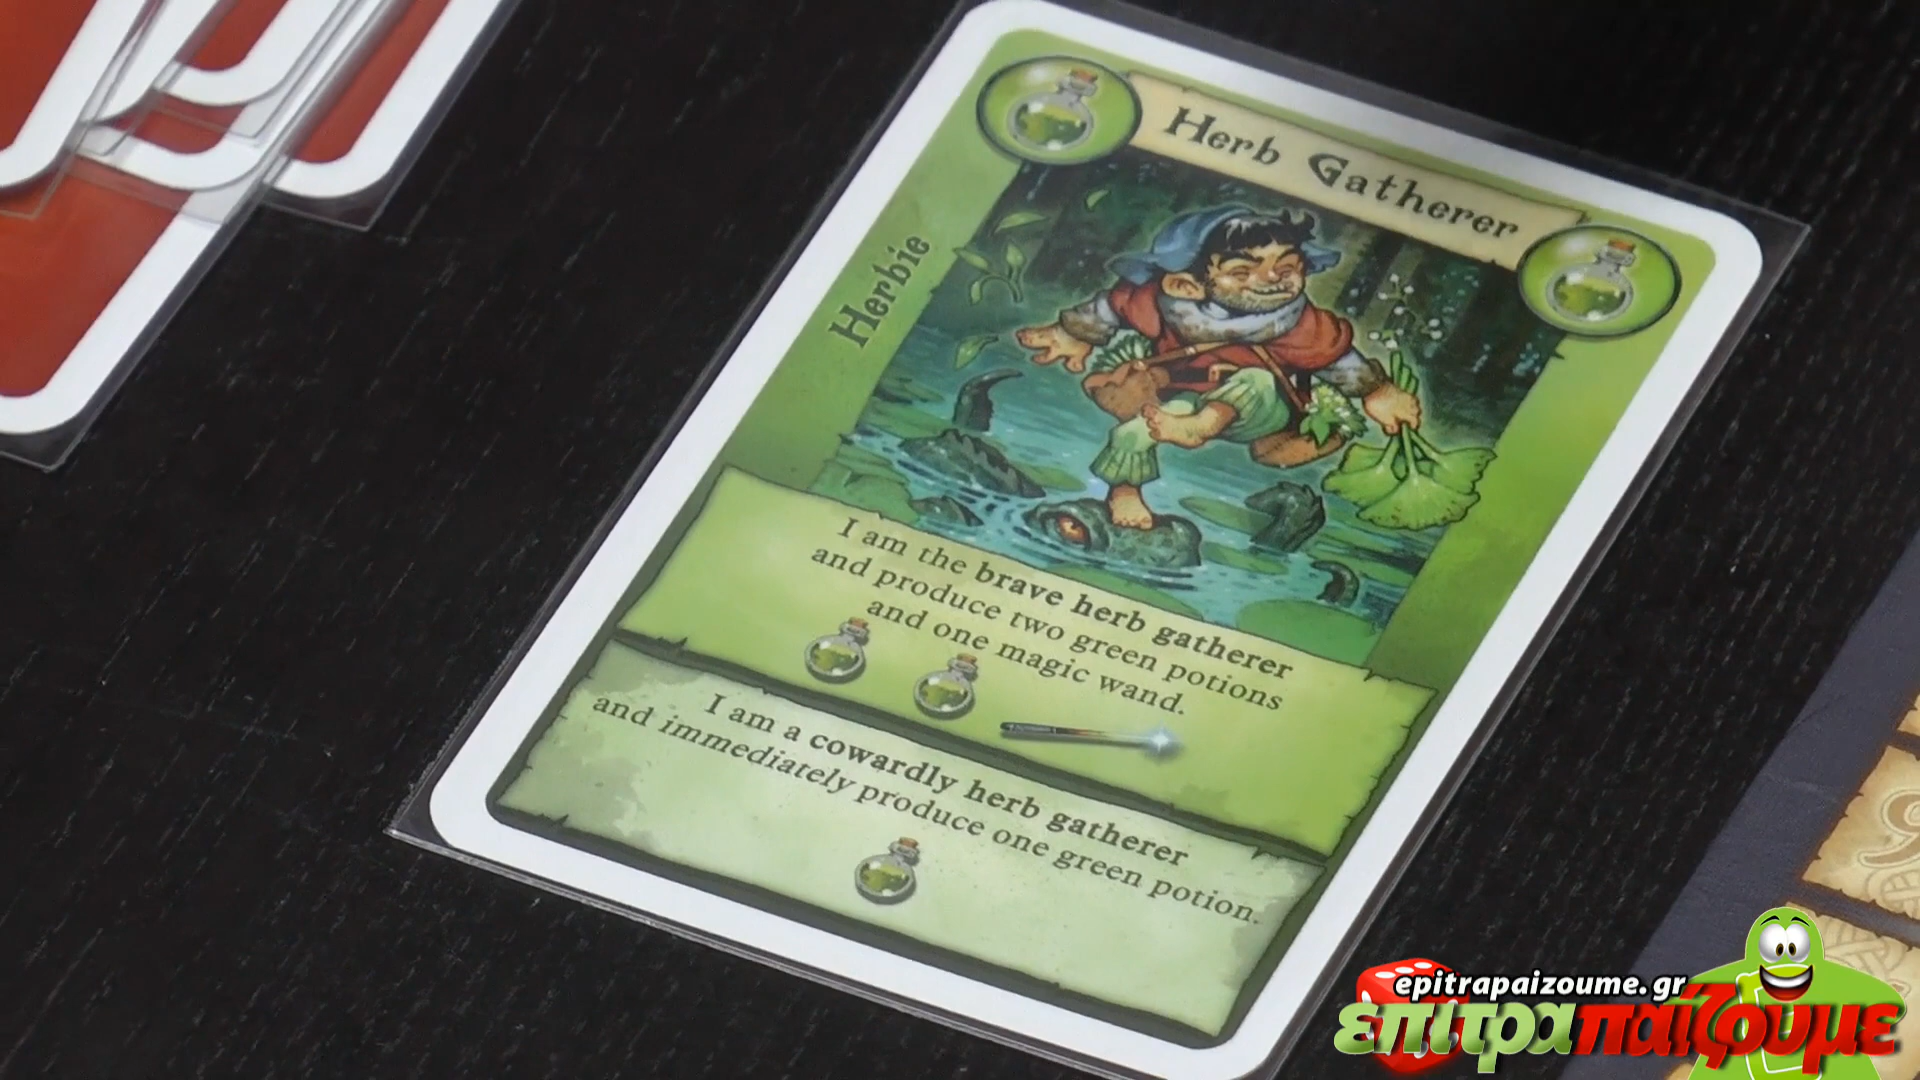 Herb Gatherer
Herbie
I am the brave herb gatherer
and produce two green potions
and one magic wand.
I am a cowardly herb gatherer
and immediately produce one green potion.
epitrapaizoume.gr
επιτραπαίζουμε